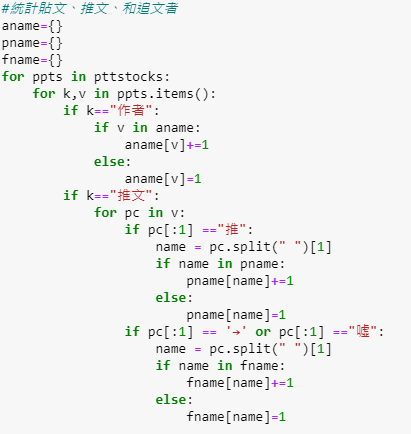 #統計貼文、推文、和追文書
aname={}
pname={}
fname={}
for ppts in pttstocks:
    for k,v in ppts.items():
        if k=="作者":
            if v in aname:
                aname[v]+=1
            else:
                aname[v]=1
        if k=="推文":
            for pc in v:
                if pc[:1] =="推":
                    name = pc.split(" ")[1]
                    if name in pname:
                        pname[name]+=1
                    else:
                        pname[name]=1
                if pc[:1] == '→' or pc[:1] =="噓":
                    name = pc.split(" ")[1]
                    if name in fname:
                        fname[name]+=1
                    else:
                        fname[name]=1